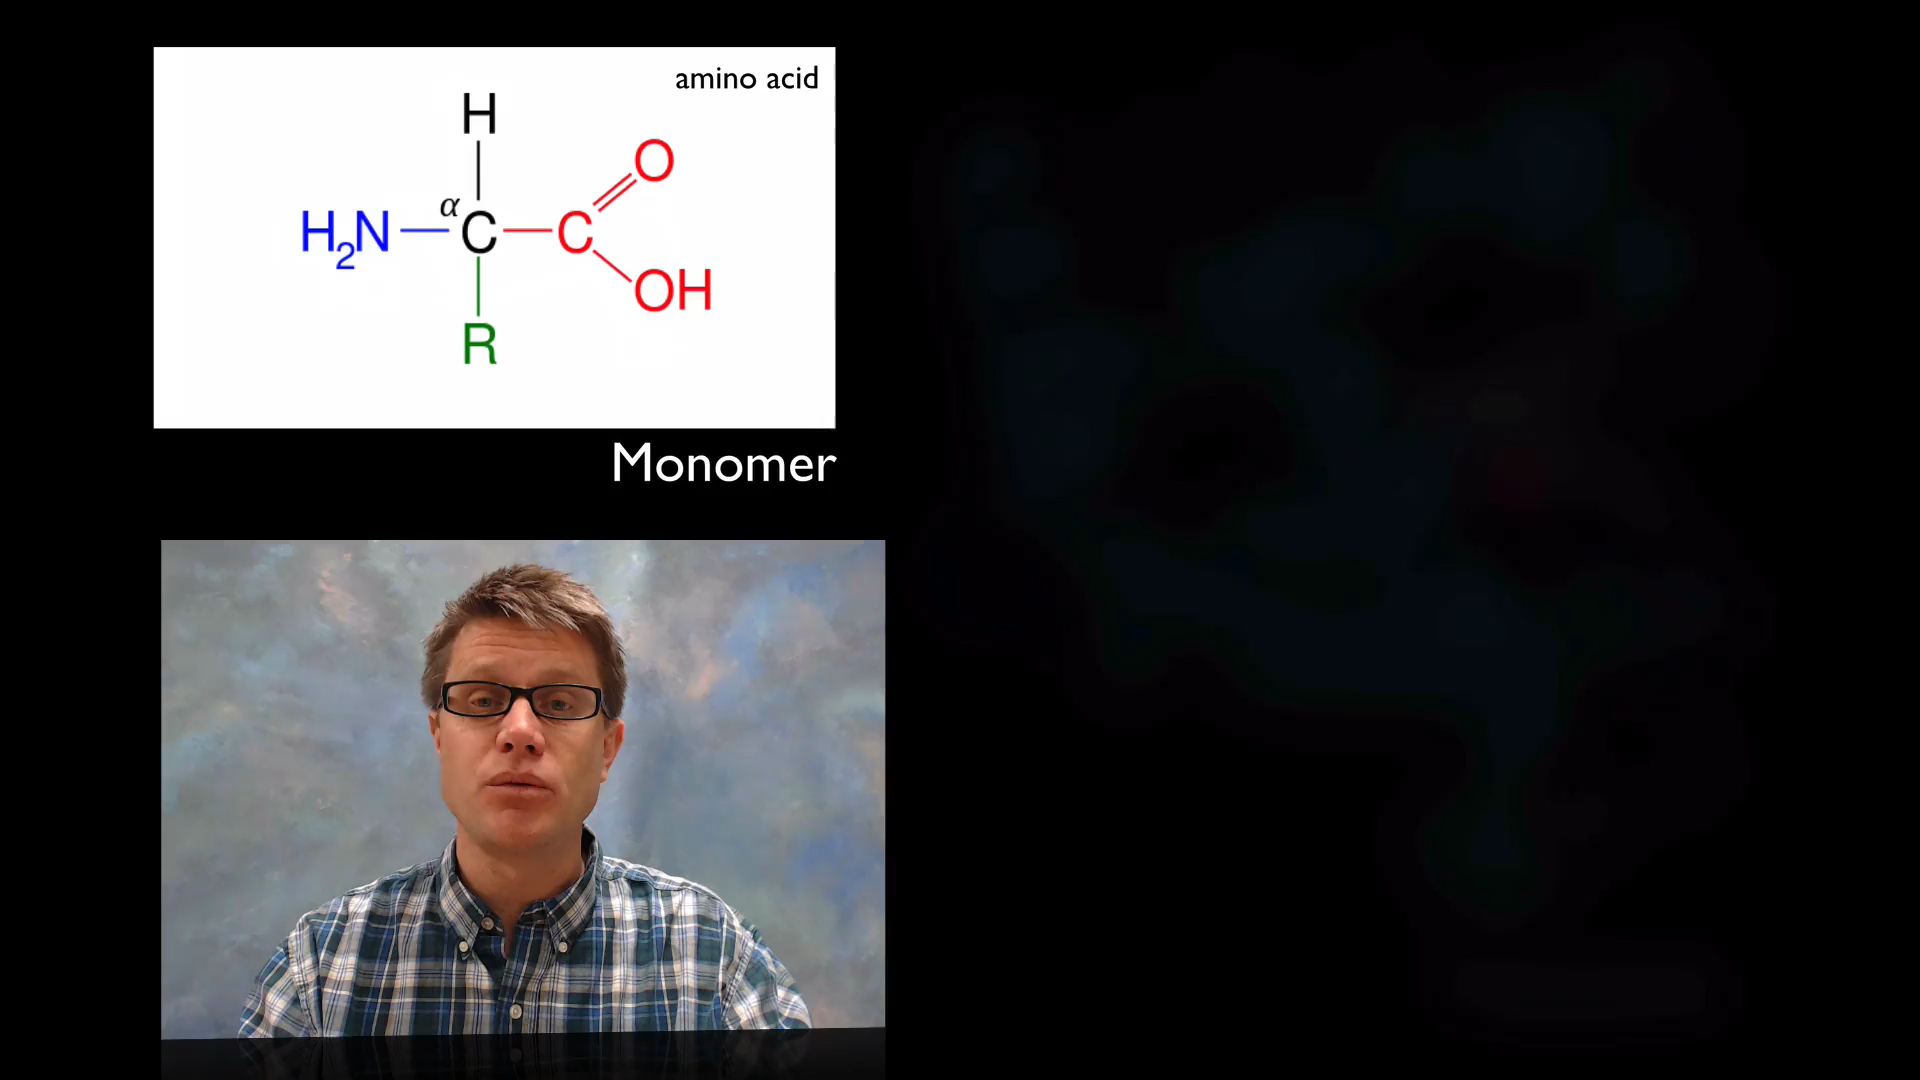 amino acid
H
O
α
H₂N C C
OH
R
Monomer